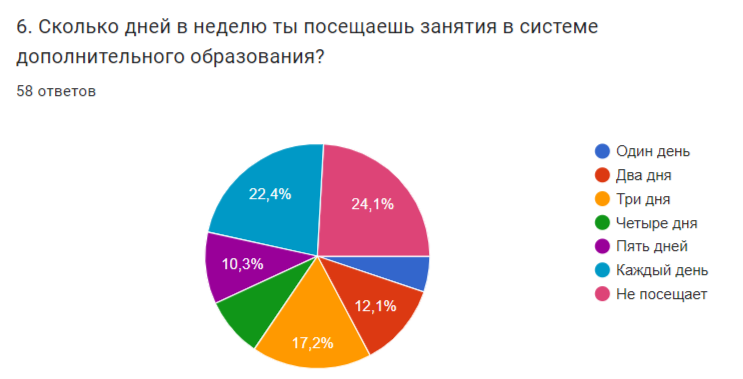 6. Сколько дней в неделю ты посещаешь занятия в системе
дополнительного образования?
58 ответов
22,4%
24,1%
10,3%
12,1%
17,2%
Один день
Два дня
Три дня
Четыре дня
Пять дней
Каждый день
Не посещает